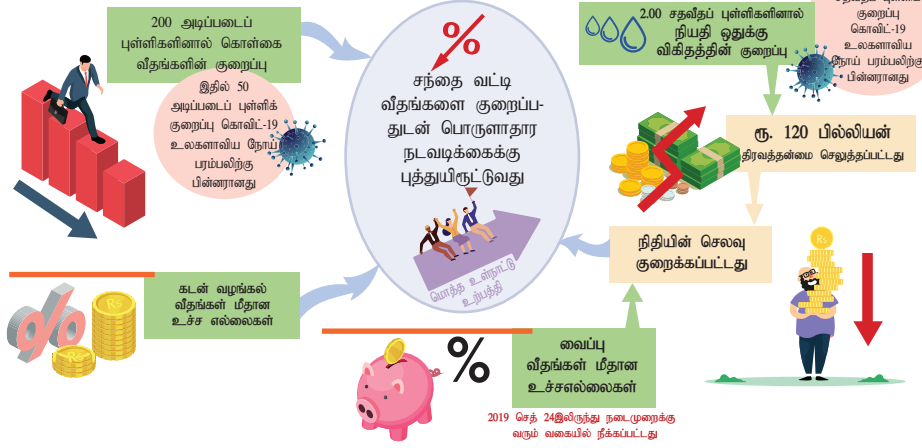 200 அடிப்படைப்
புள்ளிகளினால் கொள்கை
வீதங்களின் குறைப்பு
இதில் 50
அடிப்படைப் புள்ளிக்
குறைப்பு கொவிட்-19
உலகளாவிய நோய்
பரம்பலிற்கு
பின்னரானது
%
சந்தை வட்டி
வீதங்களை குறைப்ப-
துடன் பொருளாதார
நடவடிக்கைக்கு
புத்துயிரூட்டுவது
மொத்த உள்நாட்டு
உற்பத்தி
2.00 சதவீதப் புள்ளிகளினால்
நியதி ஒதுக்கு
விகிதத்தின் குறைப்பு
குறைப்பு
கொவிட்-19
உலகளாவிய
நோய் பரம்பலிற்கு
பின்னரானது
ரூ. 120 பில்லியன்
திரவத்தன்மை செலுத்தப்பட்டது
நிதியின் செலவு
குறைக்கப்பட்டது
கடன் வழங்கல்
வீதங்கள் மீதான
உச்ச எல்லைகள்
%
Rs
Rs
%
வைப்பு
வீதங்கள் மீதான
உச்சஎல்லைகள்
2019 செத் 24இலிருந்து நடைமுறைக்கு
வரும் வகையில் நீக்கப்பட்டது
Rs